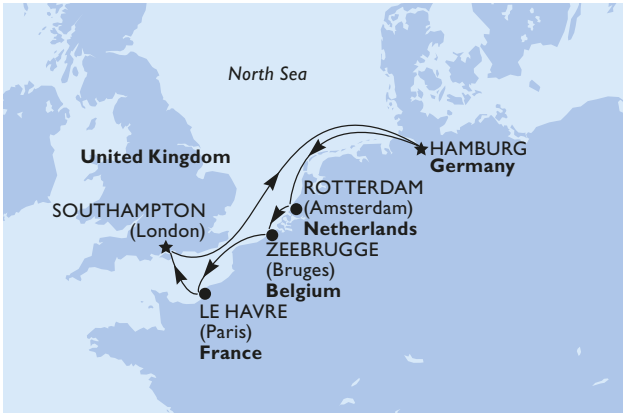 North Sea
United Kingdom
HAMBURG
Germany
SOUTHAMPTON
(London)
ROTTERDAM
(Amsterdam)
Netherlands
ZEEBRUGGE
(Bruges)
Belgium
LE HAVRE
(Paris)
France